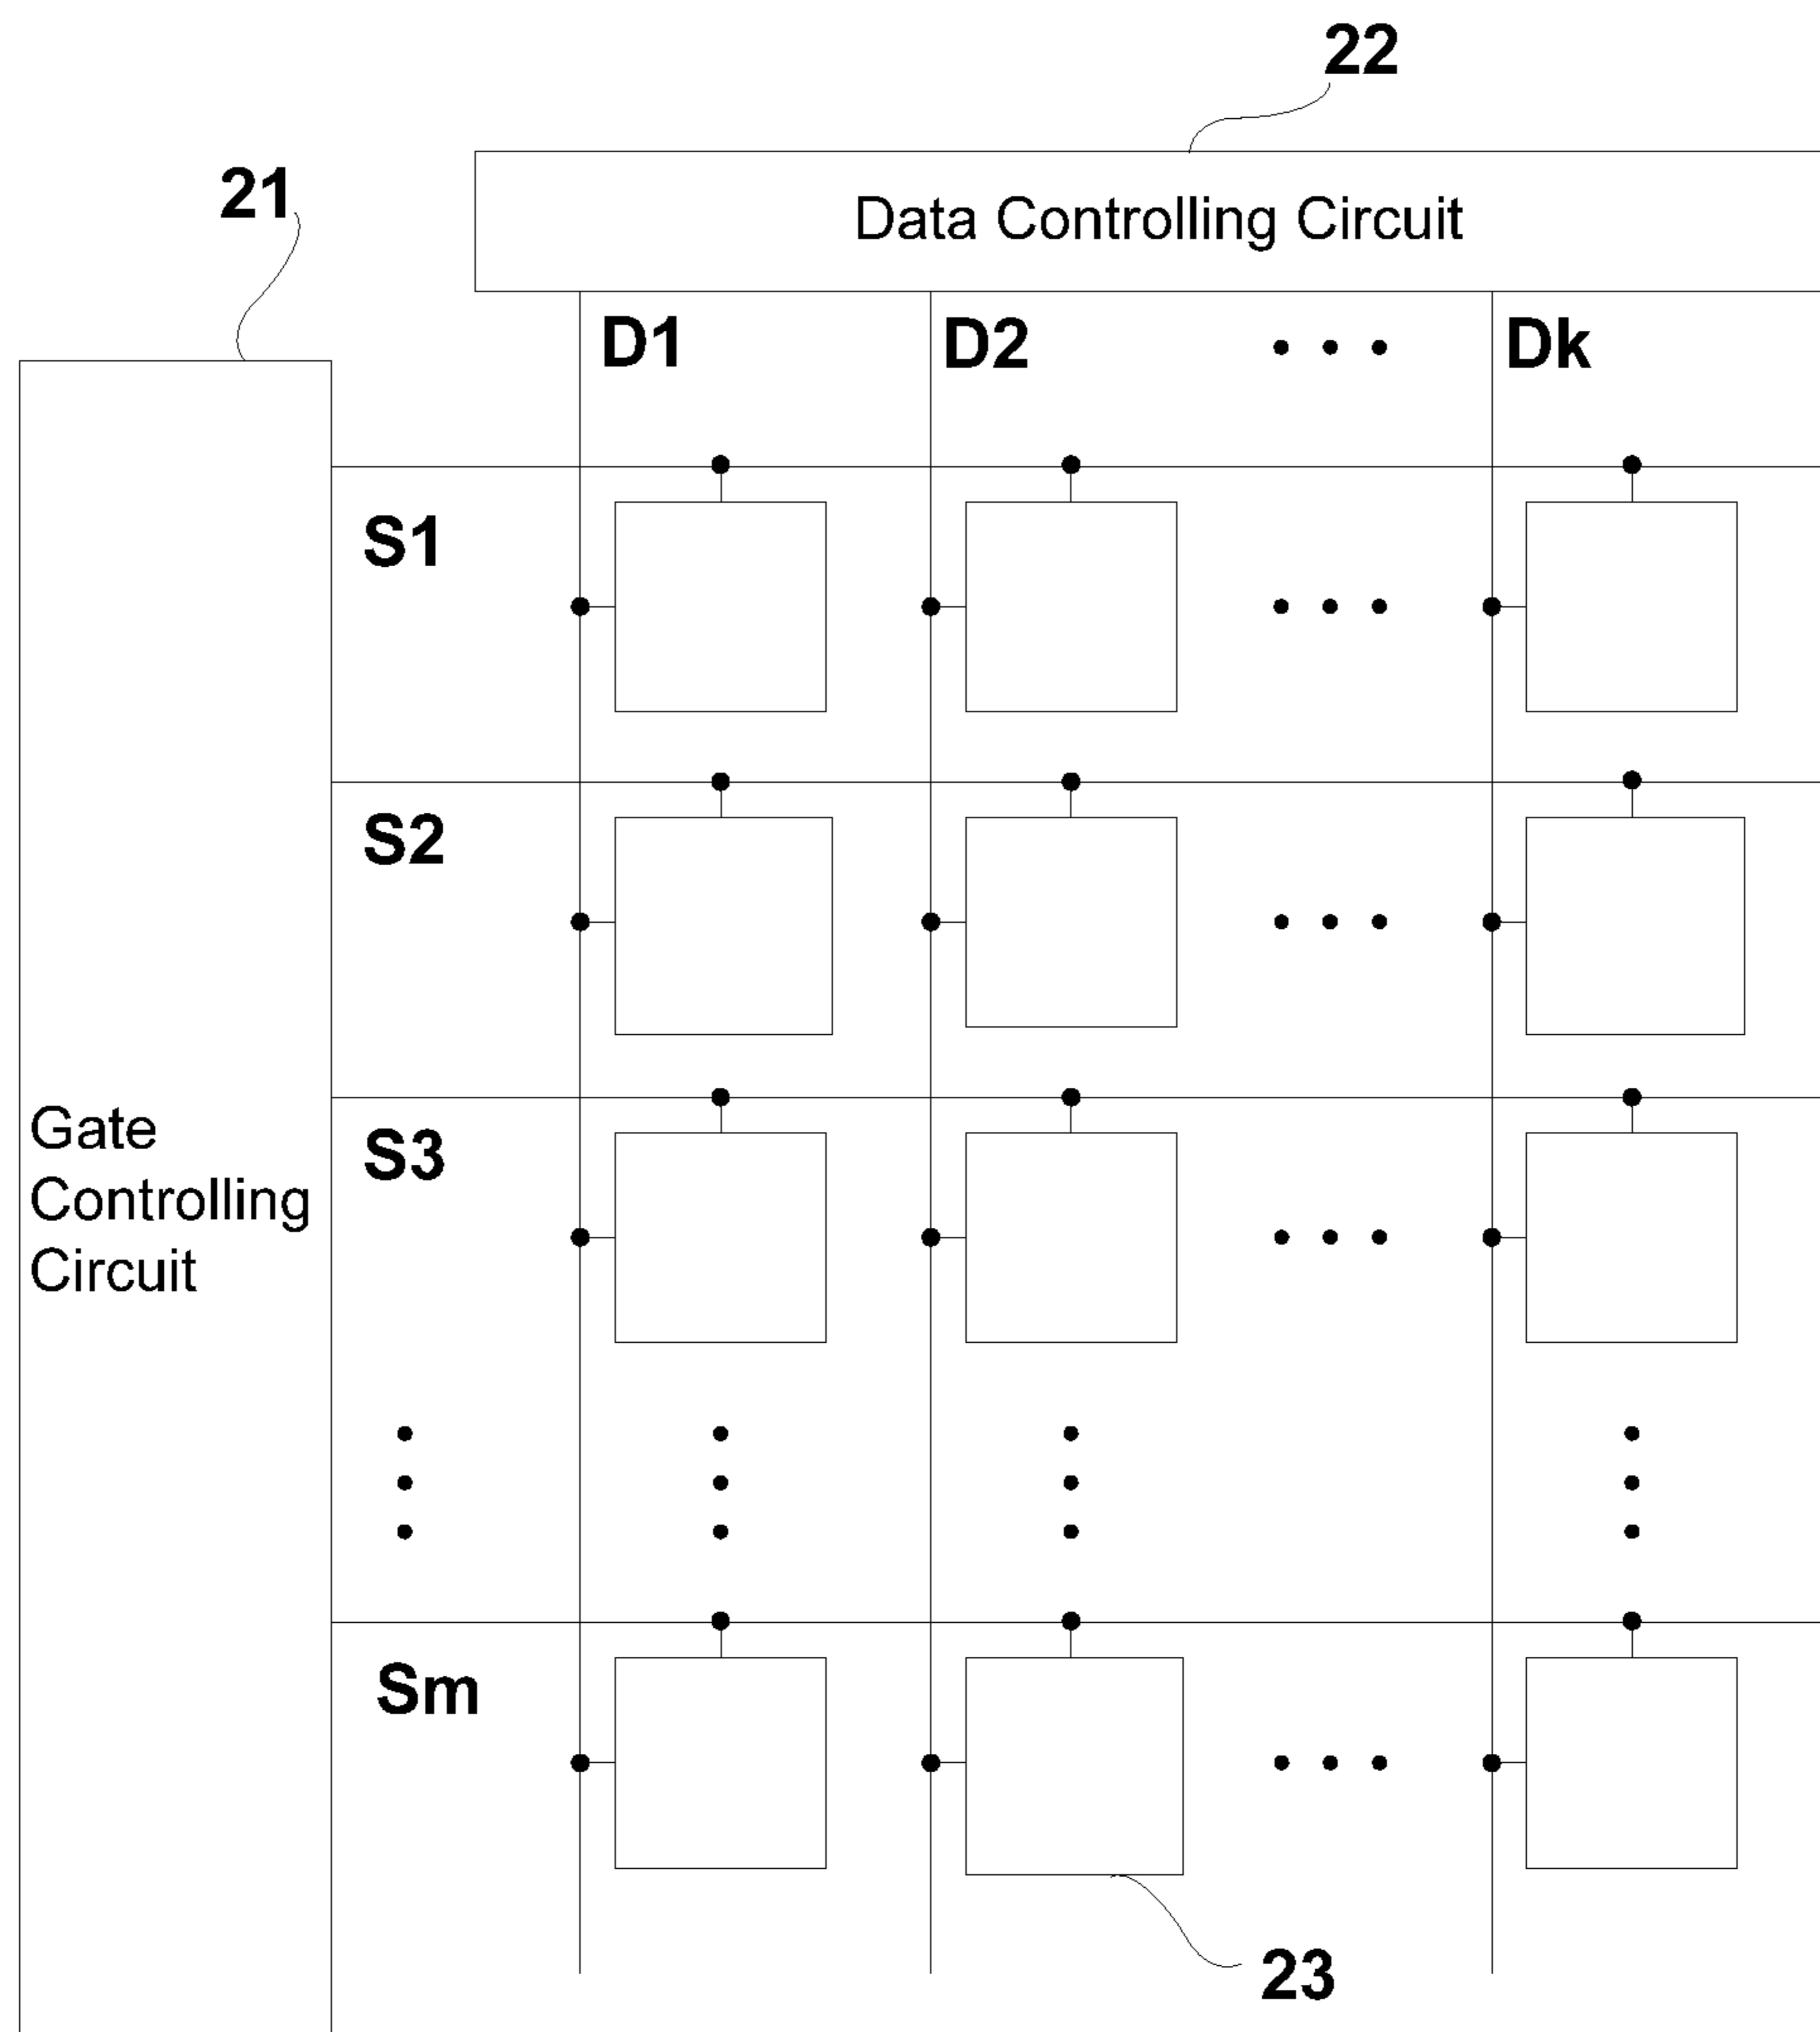 22
21
Data Controlling Circuit
D1 D2 • • • Dk
S1
• • •
S2
• • •
Gate
Controlling
Circuit
S3
• • •
Sm
• • •
23